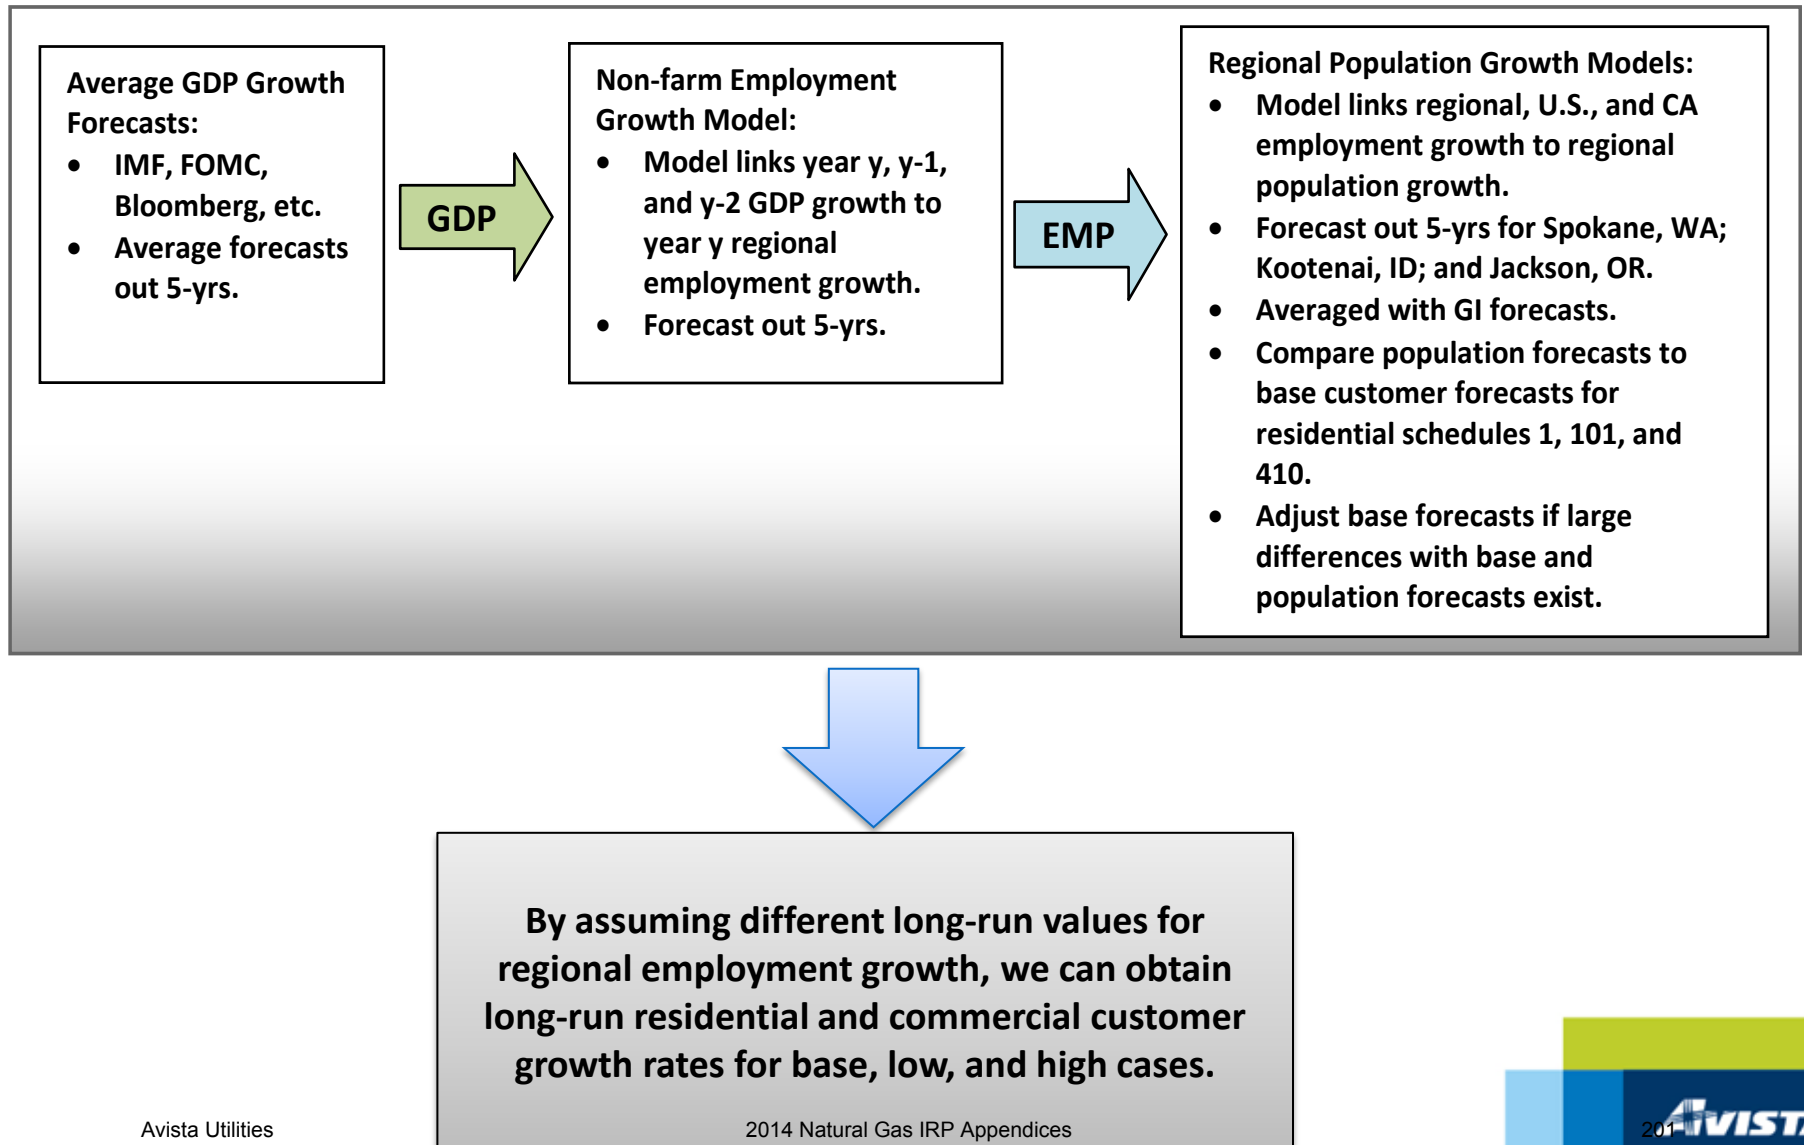 Average GDP Growth
Forecasts:
• IMF, FOMC,
Bloomberg, etc.
• Average forecasts
out 5-yrs.
GDP
Non-farm Employment
Growth Model:
• Model links year y, y-1,
and y-2 GDP growth to
year y regional
employment growth.
• Forecast out 5-yrs.
EMP
Regional Population Growth Models:
• Model links regional, U.S., and CA
employment growth to regional
population growth.
• Forecast out 5-yrs for Spokane, WA;
Kootenai, ID; and Jackson, OR.
• Averaged with GI forecasts.
• Compare population forecasts to
base customer forecasts for
residential schedules 1, 101, and
410.
• Adjust base forecasts if large
differences with base and
population forecasts exist.
By assuming different long-run values for
regional employment growth, we can obtain
long-run residential and commercial customer
growth rates for base, low, and high cases.
Avista Utilities
2014 Natural Gas IRP Appendices
201
AVISTA